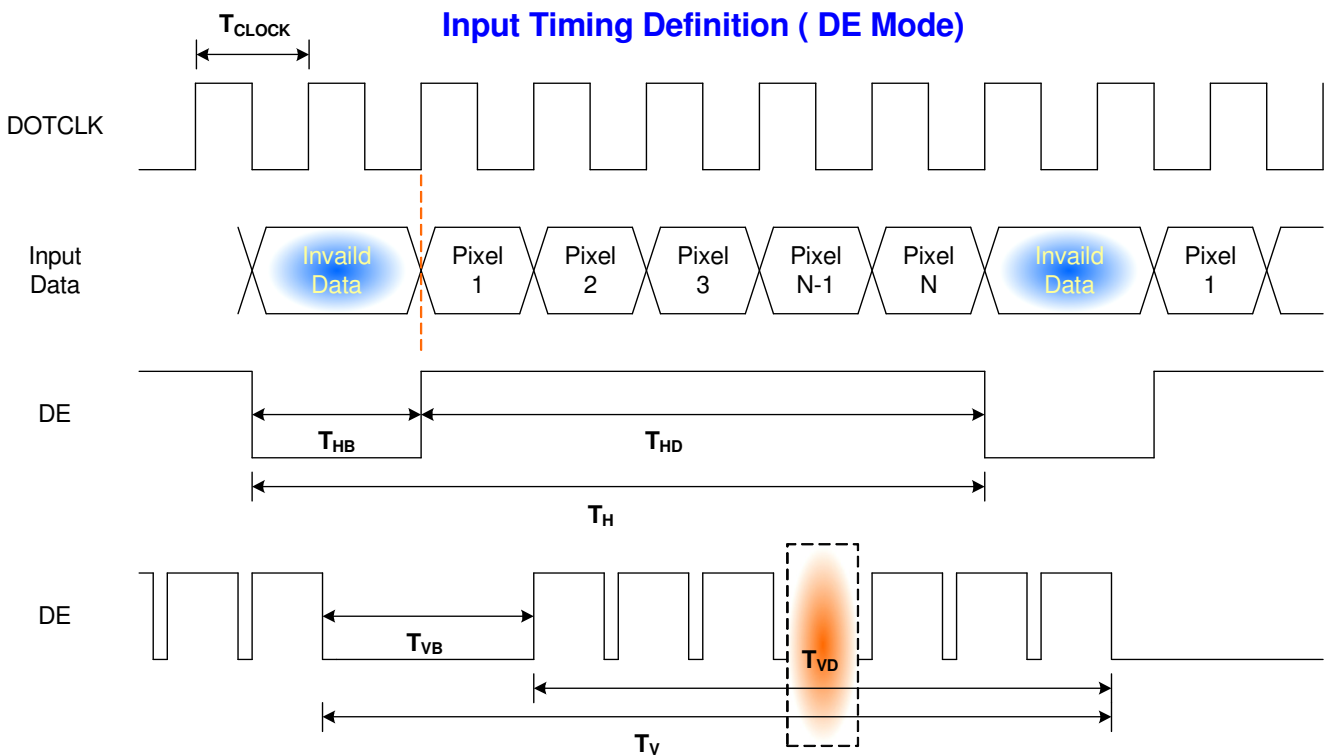 Input Timing Definition ( DE Mode)
TCLOCK
DOTCLK
Input
Data
Invaild
Data
Pixel
1
Pixel
2
Pixel
3
Pixel
N-1
Pixel
N
Invaild
Data
Pixel
1
DE
THB
THD
TH
DE
TVB
TVD
TV